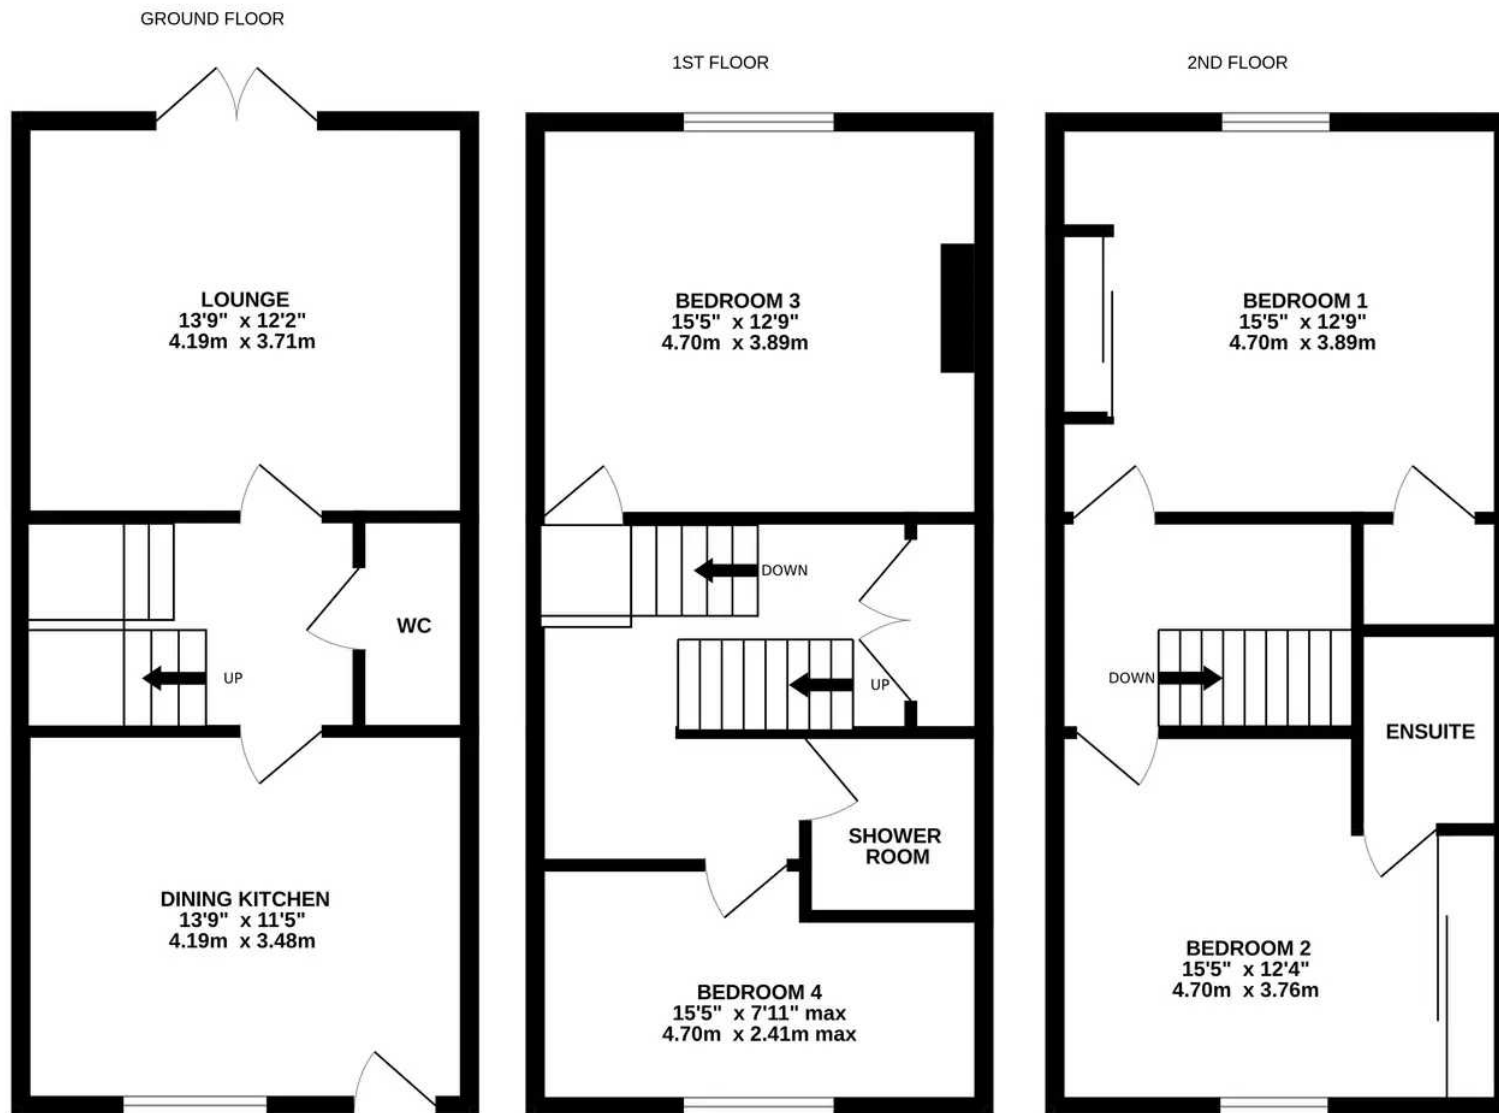 GROUND FLOOR
LOUNGE
13'9" x 12'2"
4.19m x 3.71m
WC
UP
DINING KITCHEN
13'9" x 11'5"
4.19m x 3.48m
1ST FLOOR
BEDROOM 3
15'5" x 12'9"
4.70m x 3.89m
DOWN
UP
SHOWER
ROOM
BEDROOM 4
15'5" x 7'11" max
4.70m x 2.41m max
2ND FLOOR
BEDROOM 1
15'5" x 12'9"
4.70m x 3.89m
DOWN
ENSUITE
BEDROOM 2
15'5" x 12'4"
4.70m x 3.76m